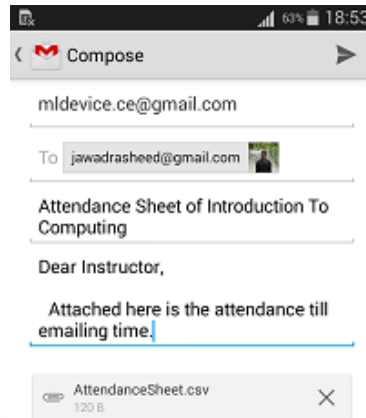 63% 18:53
Compose
mldevice.ce@gmail.com
To jawadrasheed@gmail.com
Attendance Sheet of Introduction To
Computing
Dear Instructor,
Attached here is the attendance till
emailing time.
AttendanceSheet.csv
120 B